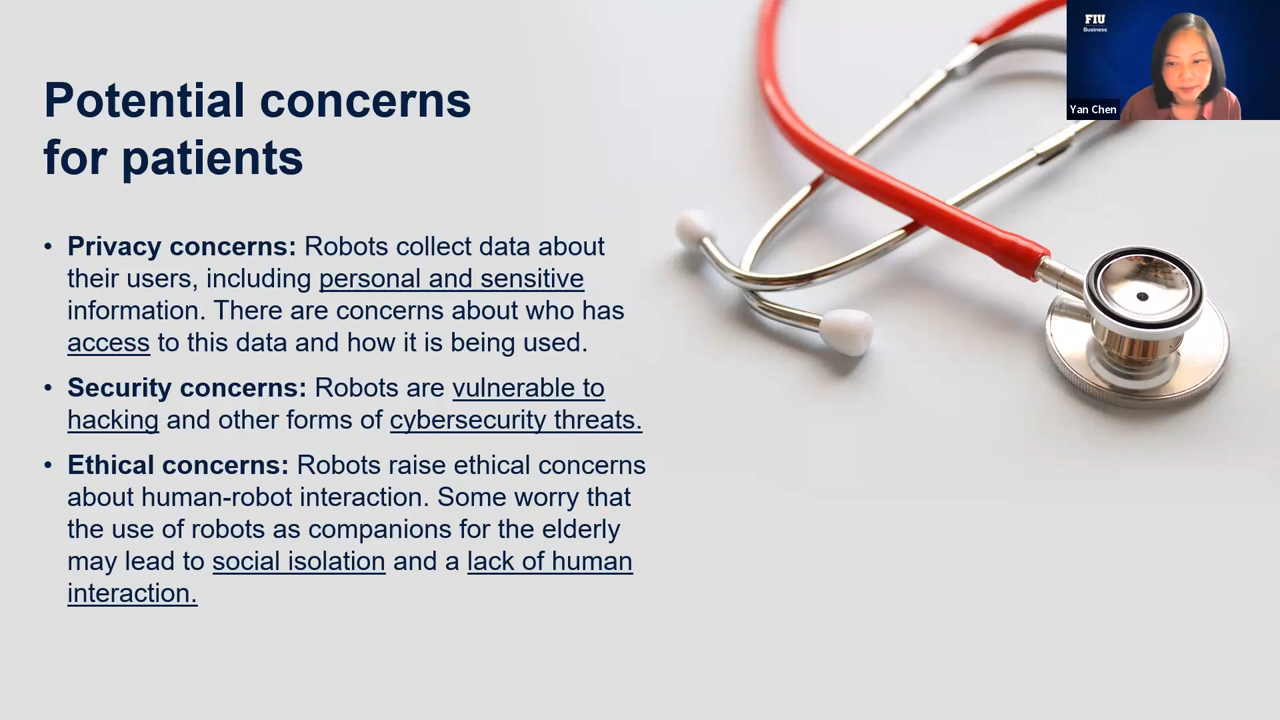 Potential concerns
for patients
• Privacy concerns: Robots collect data about
their users, including personal and sensitive
information. There are concerns about who has
access to this data and how it is being used.
• Security concerns: Robots are vulnerable to
hacking and other forms of cybersecurity threats.
• Ethical concerns: Robots raise ethical concerns
about human-robot interaction. Some worry that
the use of robots as companions for the elderly
may lead to social isolation and a lack of human
interaction.
FIU
Business
Yan Chen